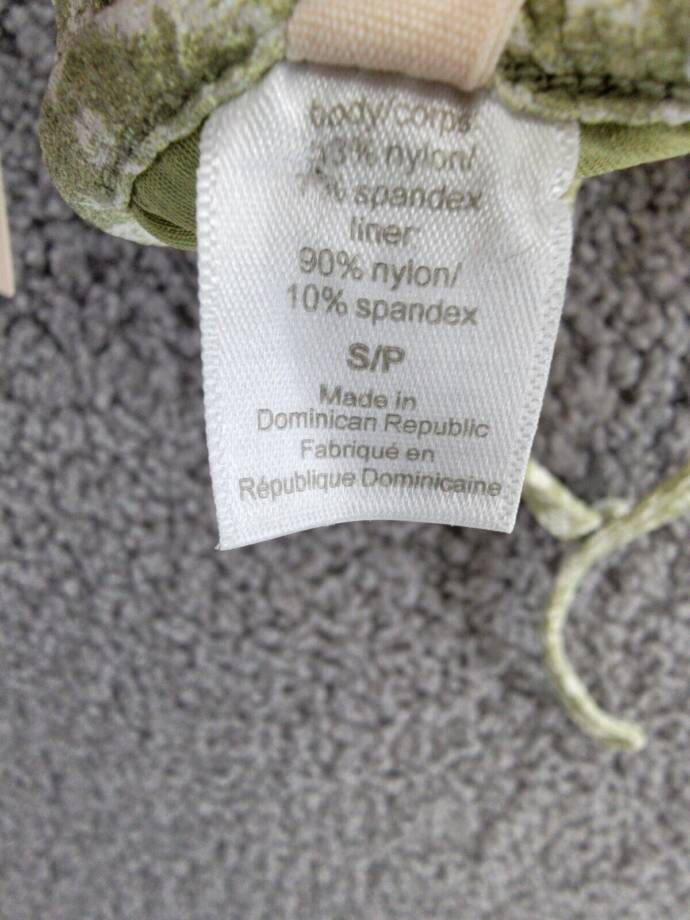 body/corps
nylon/
spandex
liner
90% nylon/
10% spandex
S/P
Made in
Dominican Republic
Fabriqué en
République Dominicaine